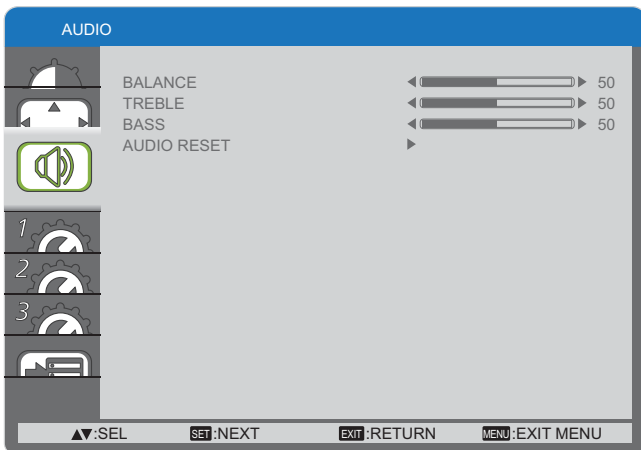 AUDIO
BALANCE 50
TREBLE 50
BASS 50
AUDIO RESET
1
2
3
▲▼:SEL SET:NEXT EXIT:RETURN MENU:EXIT MENU